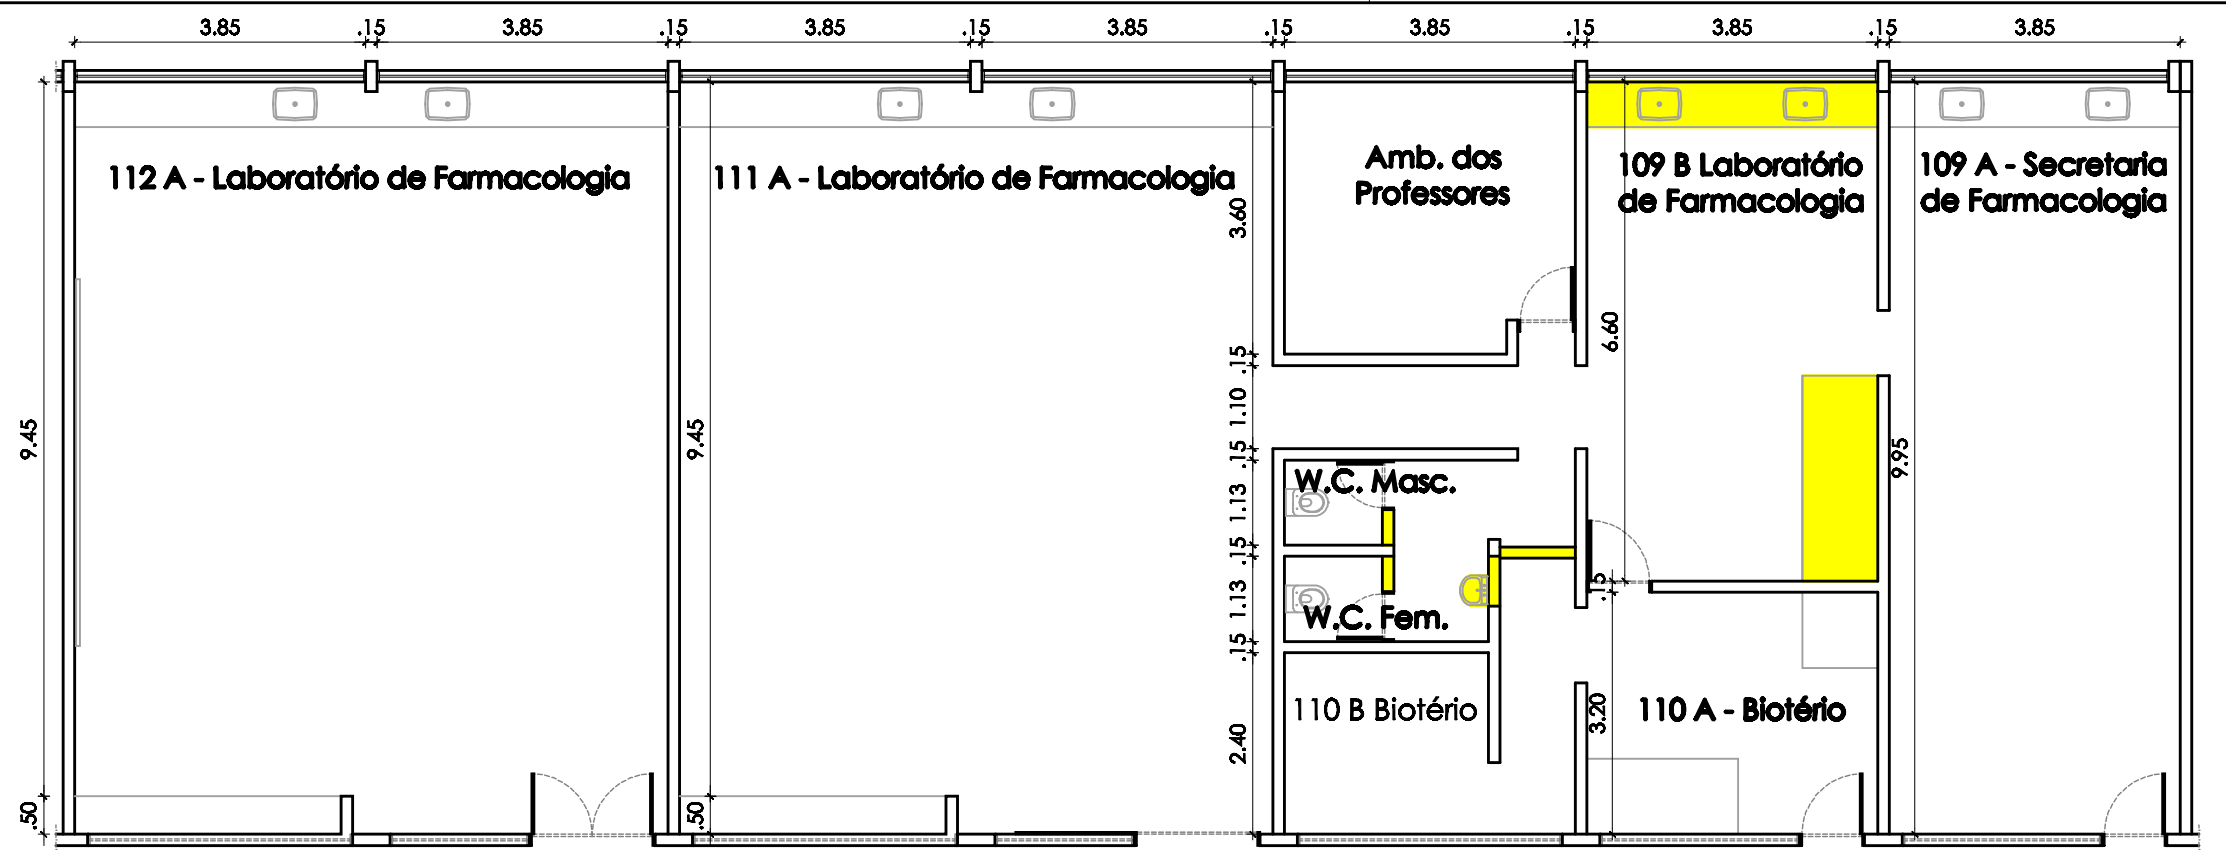 3.85 .15 3.85 .15 3.85 .15 3.85 .15 3.85 .15 3.85 .15 3.85
112 A - Laboratório de Farmacologia
111 A - Laboratório de Farmacologia
Amb. dos
Professores
109 B Laboratório
de Farmacologia
109 A - Secretaria
de Farmacologia
9.45
.50
9.45
.50
3.60
.15
1.10
.15
1.13
.15
1.13
.15
2.40
W.C. Masc.
W.C. Fem.
110 B Biotério
6.60
.15
3.20
110 A - Biotério
9.95